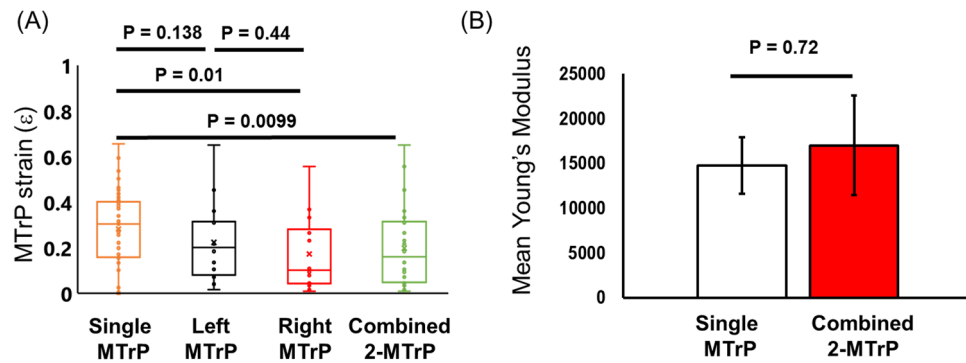 (A)
P = 0.138
P = 0.44
P = 0.01
P = 0.0099
MTrP strain (ε)
1
0.8
0.6
0.4
0.2
0
Single
MTrP
Left
MTrP
Right
MTrP
Combined
2-MTrP
(B)
P = 0.72
Mean Young's Modulus
25000
20000
15000
10000
5000
0
Single
MTrP
Combined
2-MTrP